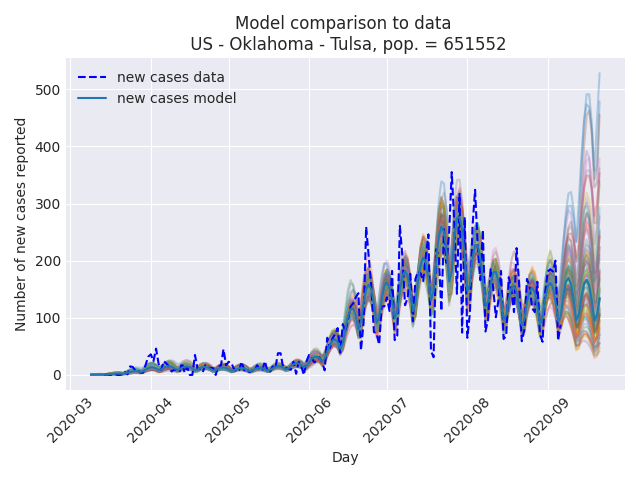 Model comparison to data
US - Oklahoma - Tulsa, pop. = 651552
new cases data
new cases model
Number of new cases reported
500
400
300
200
100
0
2020-03
2020-04
2020-05
2020-06
2020-07
2020-08
2020-09
Day